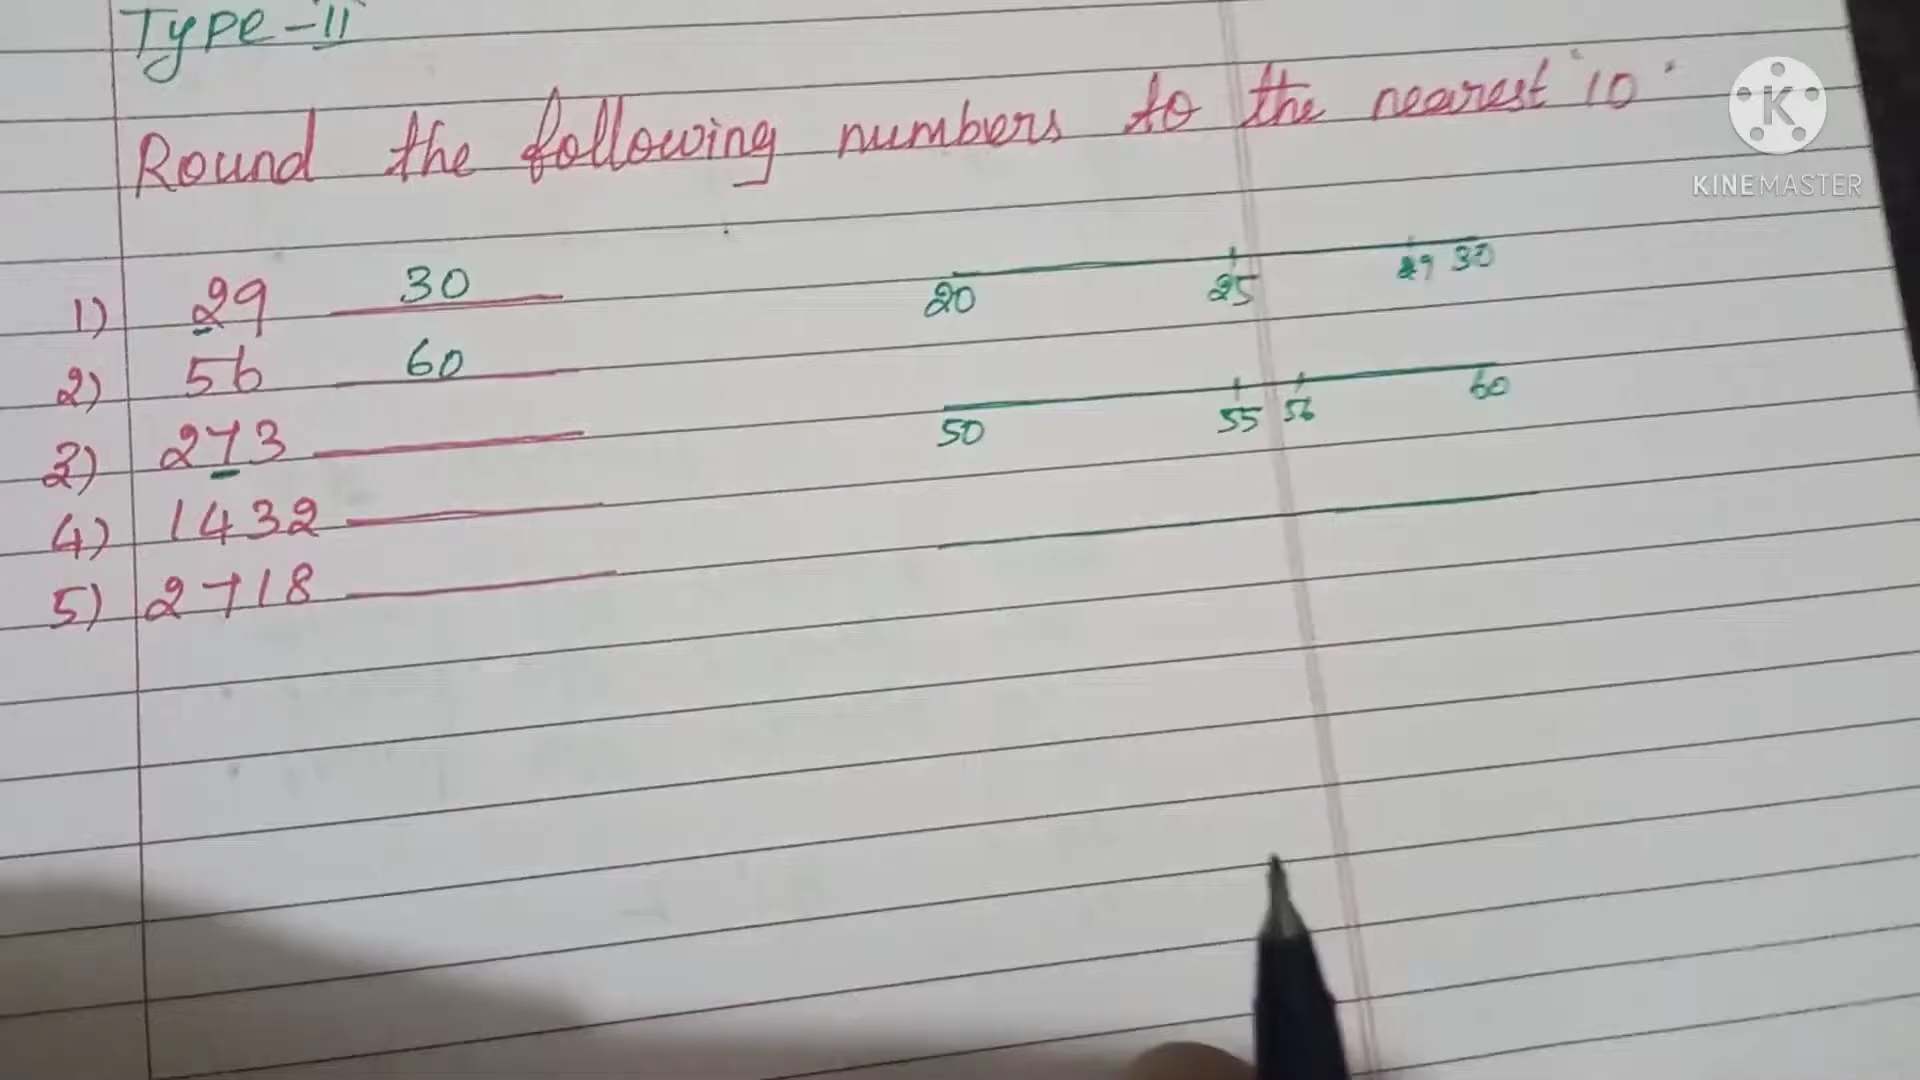 Type-II
Round the following numbers to the nearest '10'
KINEMASTER
1) 29 30
20 25 29 30
2) 56 60
50 55 56 60
3) 273
4) 1432
5) 2718